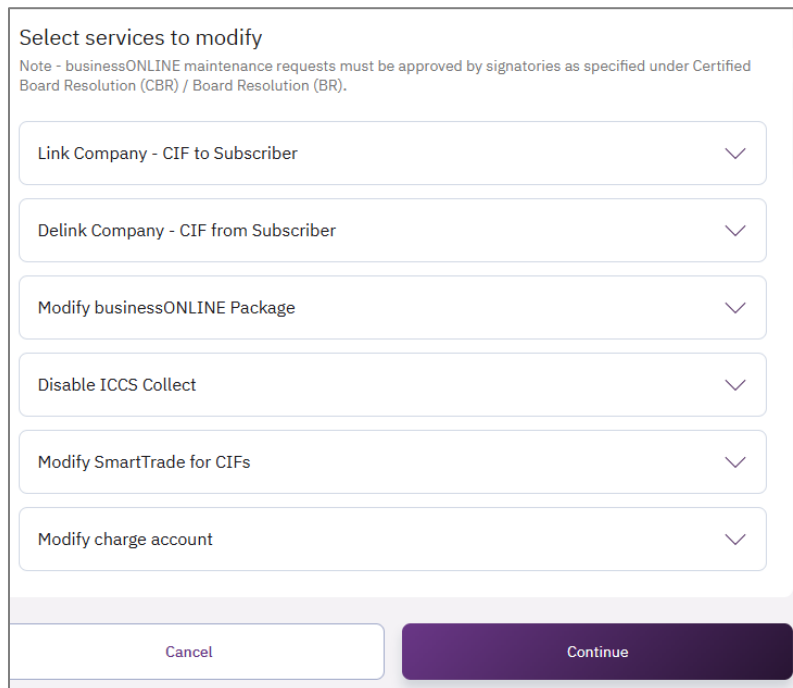 Select services to modify
Note - businessONLINE maintenance requests must be approved by signatories as specified under Certified
Board Resolution (CBR) / Board Resolution (BR).
Link Company - CIF to Subscriber
Delink Company - CIF from Subscriber
Modify businessONLINE Package
Disable ICCS Collect
Modify SmartTrade for CIFs
Modify charge account
Cancel
Continue